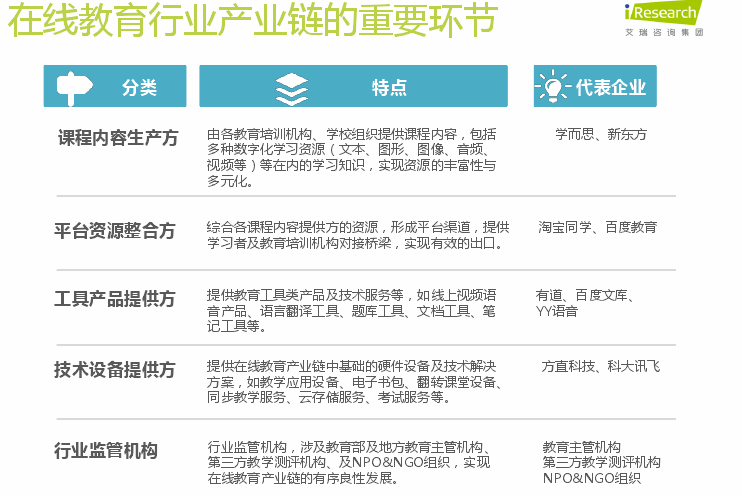 在线教育行业产业链的重要环节
iResearch
艾瑞咨询集团
分类
特点
代表企业
课程内容生产方
由各教育培训机构、学校组织提供课程内容，包括
多种数字化学习资源（文本、图形、图像、音频、
视频等）等在内的学习知识，实现资源的丰富性与
多元化。
学而思、新东方
平台资源整合方
综合各课程内容提供方的资源，形成平台渠道，提供
学习者及教育培训机构对接桥梁，实现有效的出口。
淘宝同学、百度教育
工具产品提供方
提供教育工具类产品及技术服务等，如线上视频语
音产品、语言翻译工具、题库工具、文档工具、笔
记工具等。
有道、百度文库、
YY语音
技术设备提供方
提供在线教育产业链中基础的硬件设备及技术解决
方案，如教学应用设备、电子书包、翻转课堂设备、
同步教学服务、云存储服务、考试服务等。
方直科技、科大讯飞
行业监管机构
行业监管机构，涉及教育部及地方教育主管机构、
第三方教学测评机构、及NPO&NGO组织，实现
在线教育产业链的有序良性发展。
教育主管机构
第三方教学测评机构
NPO&NGO组织